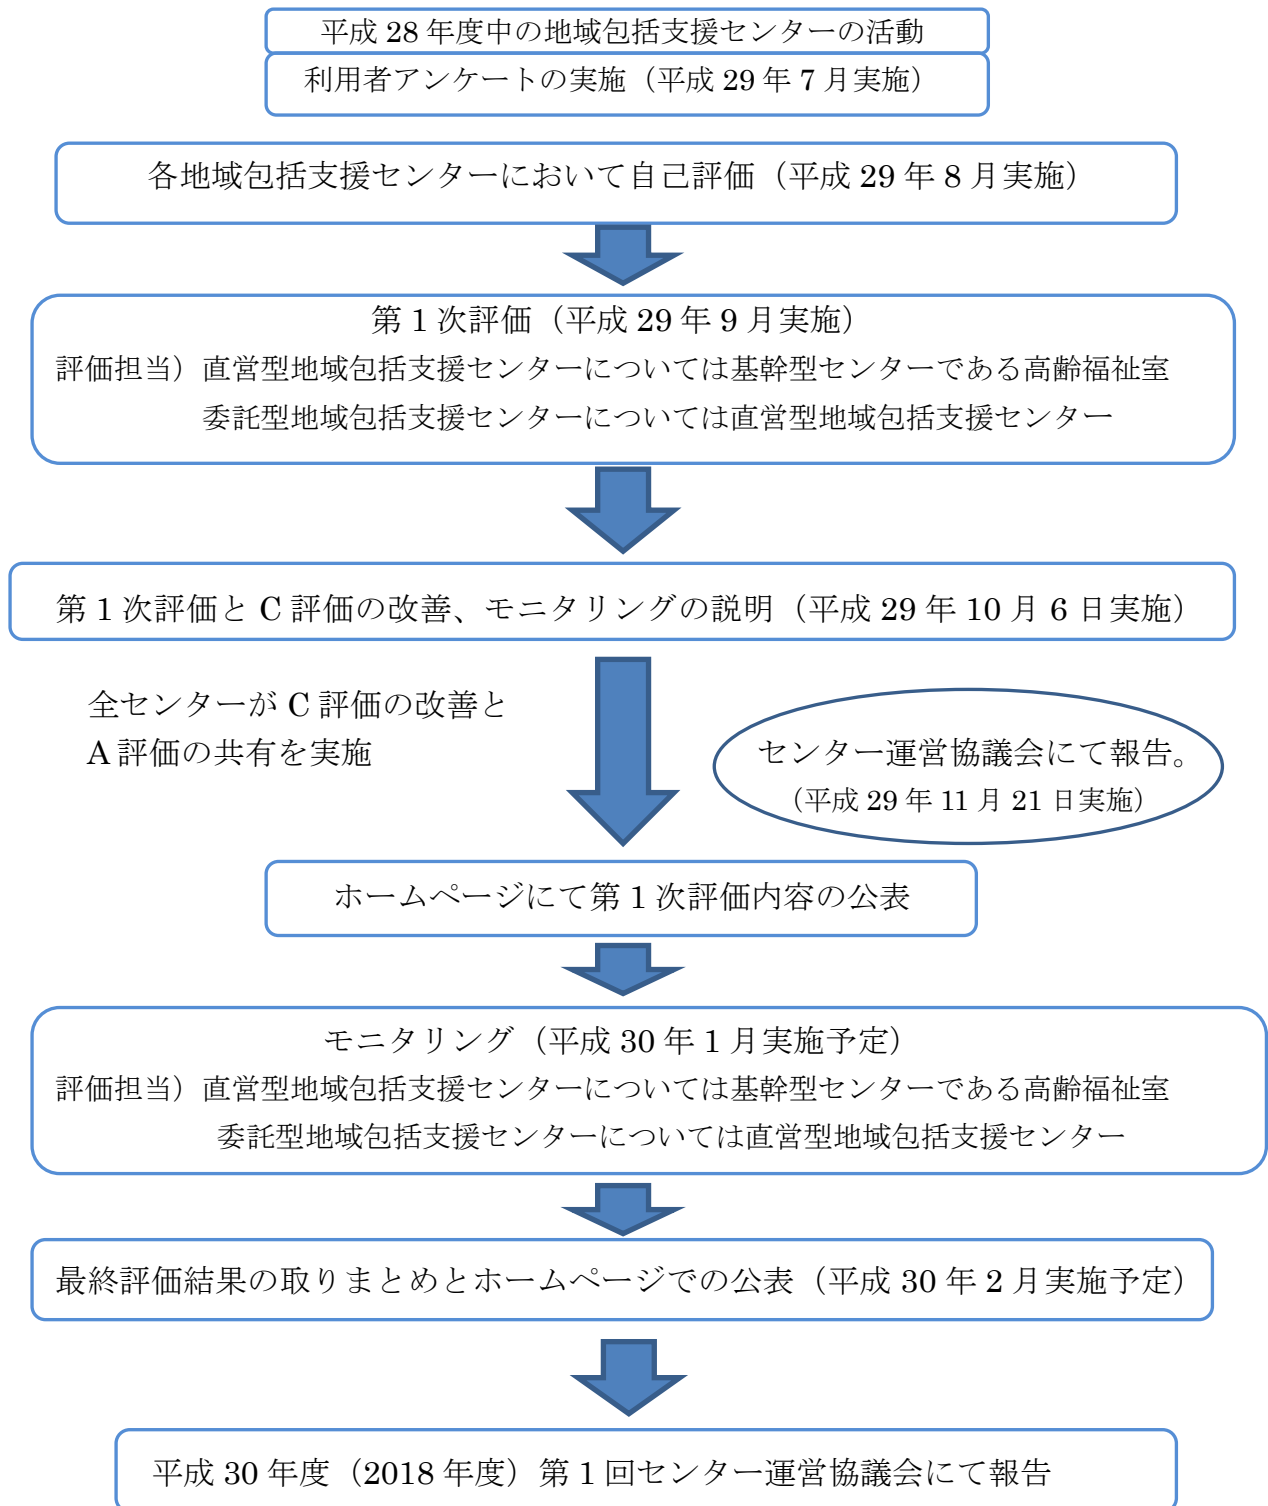 平成 28 年度中の地域包括支援センターの活動
利用者アンケートの実施（平成 29 年 7 月実施）
各地域包括支援センターにおいて自己評価（平成 29 年 8 月実施）
第 1 次評価（平成 29 年 9 月実施）
評価担当）直営型地域包括支援センターについては基幹型センターである高齢福祉室
委託型地域包括支援センターについては直営型地域包括支援センター
第 1 次評価と C 評価の改善、モニタリングの説明（平成 29 年 10 月 6 日実施）
全センターが C 評価の改善と
A 評価の共有を実施
センター運営協議会にて報告。
（平成 29 年 11 月 21 日実施）
ホームページにて第 1 次評価内容の公表
モニタリング（平成 30 年 1 月実施予定）
評価担当）直営型地域包括支援センターについては基幹型センターである高齢福祉室
委託型地域包括支援センターについては直営型地域包括支援センター
最終評価結果の取りまとめとホームページでの公表（平成 30 年 2 月実施予定）
平成 30 年度（2018 年度）第 1 回センター運営協議会にて報告